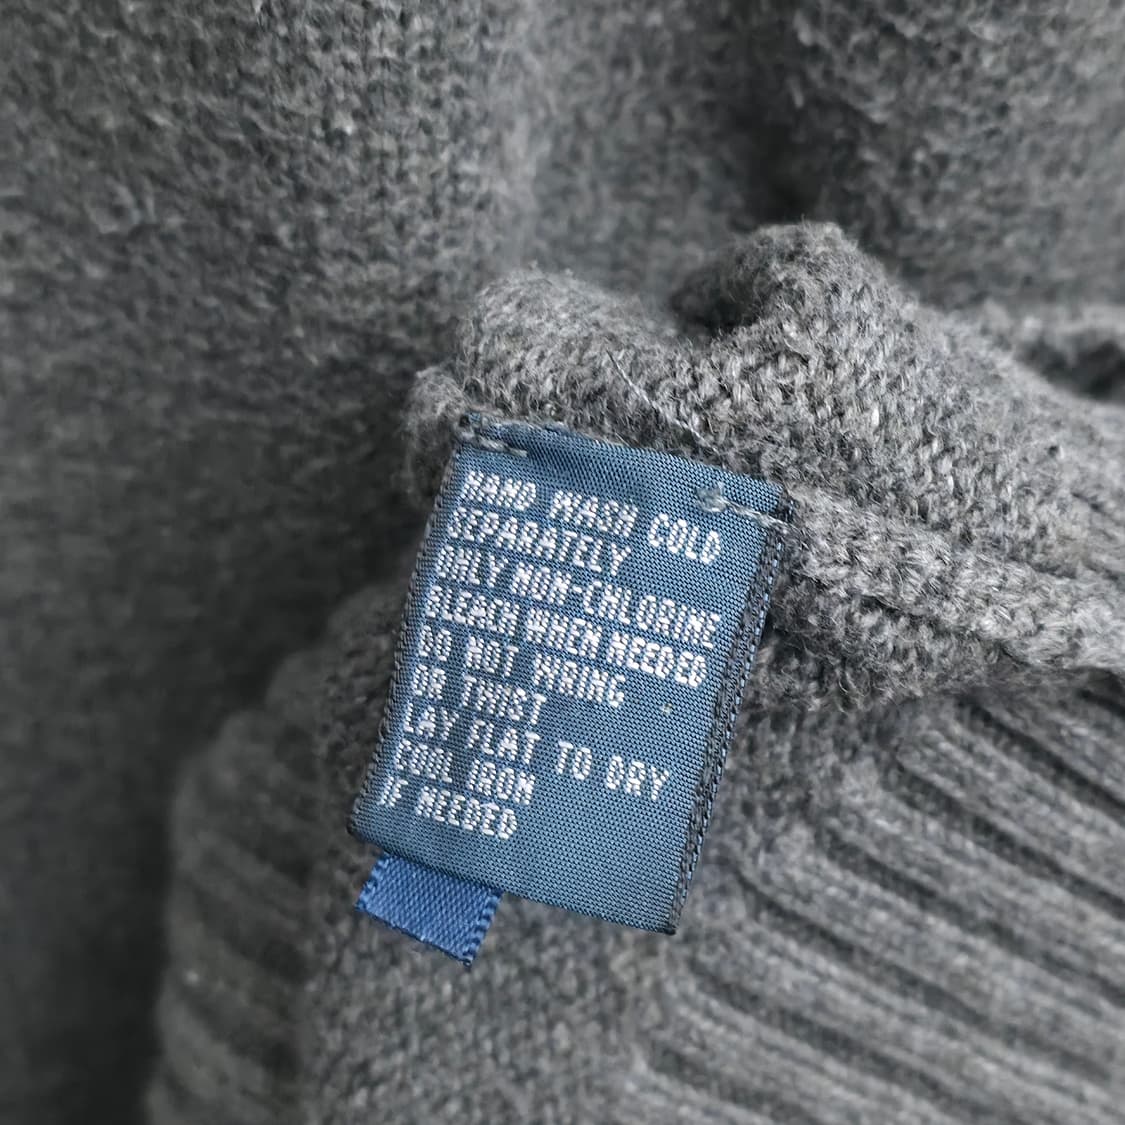 HAND WASH COLD
SEPARATELY
ONLY NON-CHLORINE
BLEACH WHEN NEEDED
DO NOT WRING
OR TWIST
LAY FLAT TO DRY
COOL IRON
IF NEEDED